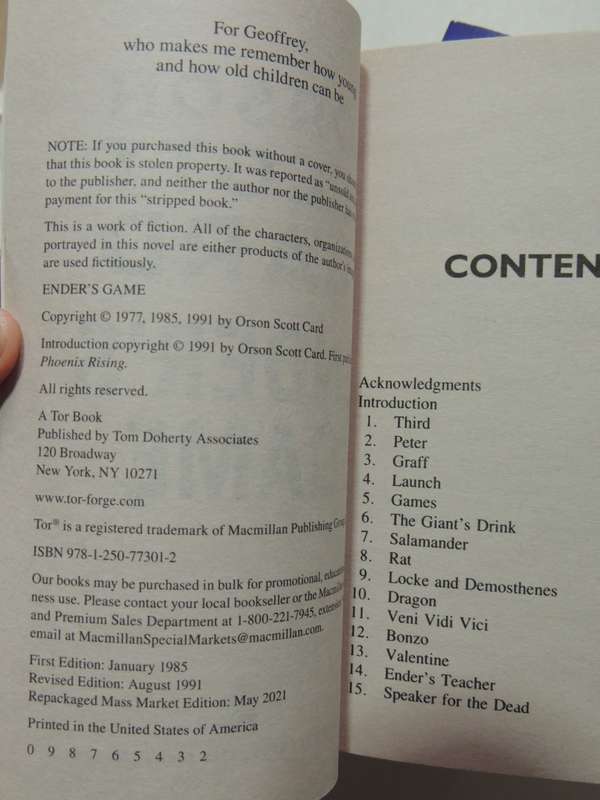 For Geoffrey,
who makes me remember how young
and how old children can be
NOTE: If you purchased this book without a cover, you
that this book is stolen property. It was reported as "unsold
to the publisher, and neither the author nor the publisher has
payment for this "stripped book."
This is a work of fiction. All of the characters, organizations,
portrayed in this novel are either products of the author's
are used fictitiously.
ENDER'S GAME
Copyright © 1977, 1985, 1991 by Orson Scott Card
Introduction copyright © 1991 by Orson Scott Card. First
Phoenix Rising.
All rights reserved.
A Tor Book
Published by Tom Doherty Associates
120 Broadway
New York, NY 10271
www.tor-forge.com
Tor® is a registered trademark of Macmillan Publishing
ISBN 978-1-250-77301-2
Our books may be purchased in bulk for promotional,
ness use. Please contact your local bookseller or the
and Premium Sales Department at 1-800-221-7945,
email at MacmillanSpecialMarkets@macmillan.com.
First Edition: January 1985
Revised Edition: August 1991
Repackaged Mass Market Edition: May 2021
Printed in the United States of America
0 9 8 7 6 5 4 3 2
CONTEN
Acknowledgments
Introduction
1. Third
2. Peter
3. Graff
4. Launch
5. Games
6. The Giant's Drink
7. Salamander
8. Rat
9. Locke and Demosthenes
10. Dragon
11. Veni Vidi Vici
12. Bonzo
13. Valentine
14. Ender's Teacher
15. Speaker for the Dead